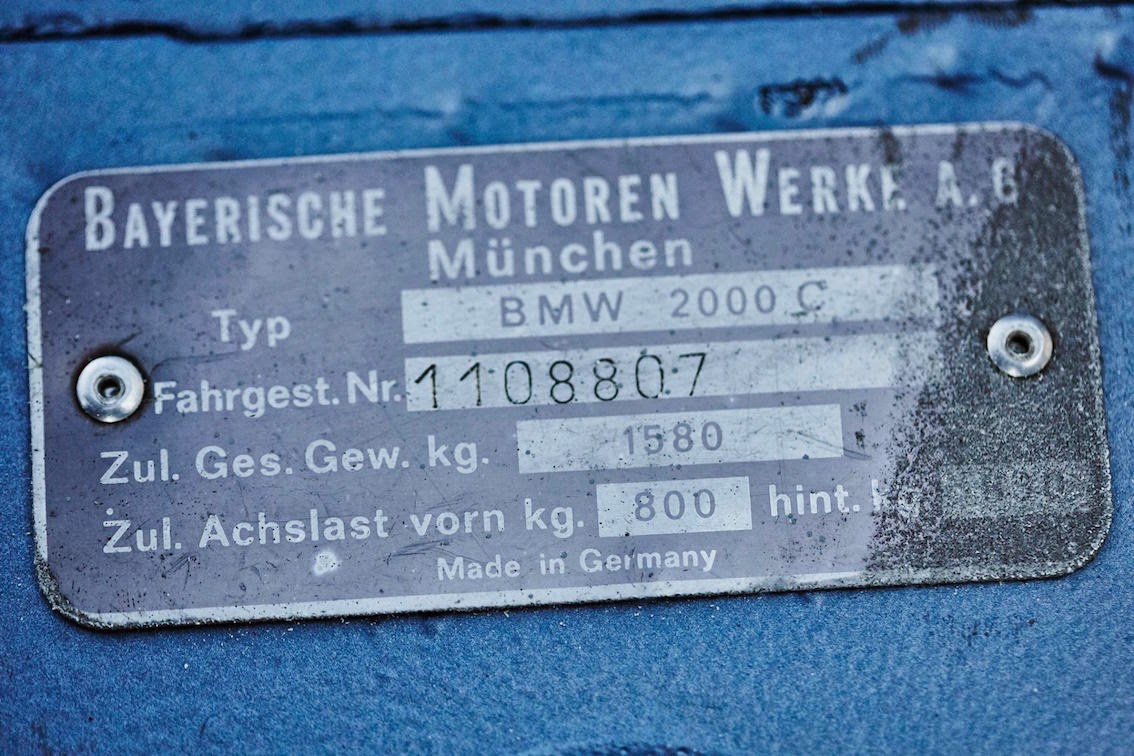 BAYERISCHE MOTOREN WERKE A.G
München
Typ BMW 2000 C
Fahrgest. Nr. 1108807
Zul. Ges. Gew. kg. 1580
Zul. Achslast vorn kg. 800 hint. kg
Made in Germany